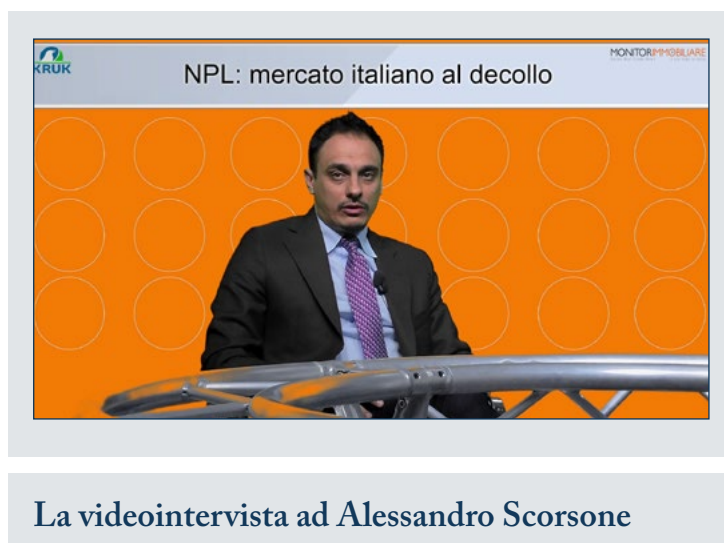 KRUK
NPL: mercato italiano al decollo
MONITORIMMOBILIARE
La videointervista ad Alessandro Scorsone